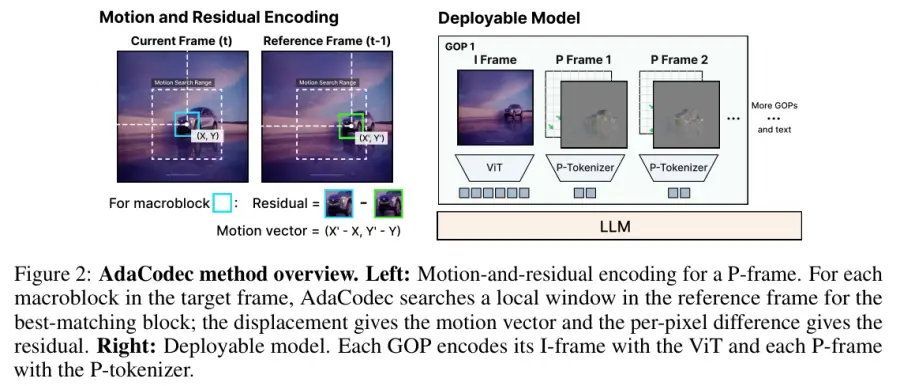 Motion and Residual Encoding
Current Frame (t)
Reference Frame (t-1)
Motion Search Range
Motion Search Range
(X, Y)
(X', Y')
For macroblock :
Residual = -
Motion vector = (X' - X, Y' - Y)
Deployable Model
GOP 1
I Frame
P Frame 1
P Frame 2
...
...
More GOPs
...
and text
ViT
P-Tokenizer
P-Tokenizer
LLM
Figure 2: AdaCodec method overview. Left: Motion-and-residual encoding for a P-frame. For each
macroblock in the target frame, AdaCodec searches a local window in the reference frame for the
best-matching block; the displacement gives the motion vector and the per-pixel difference gives the
residual. Right: Deployable model. Each GOP encodes its I-frame with the ViT and each P-frame
with the P-tokenizer.